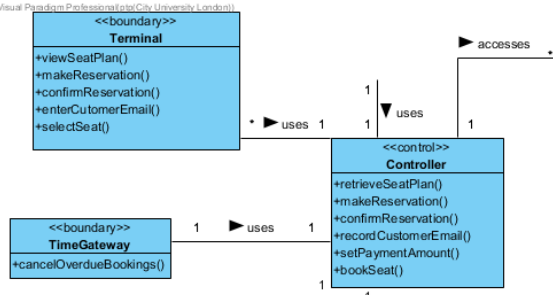 Visual Paradigm Professional(ptp(City University London))
<<boundary>>
Terminal
+viewSeatPlan()
+makeReservation()
+confirmReservation()
+enterCutomerEmail()
+selectSeat()
accesses
*
1
uses
* uses 1
1
1
<<control>>
Controller
+retrieveSeatPlan()
+makeReservation()
+confirmReservation()
+recordCustomerEmail()
+setPaymentAmount()
+bookSeat()
<<boundary>>
TimeGateway
+cancelOverdueBookings()
1 uses 1
1
1